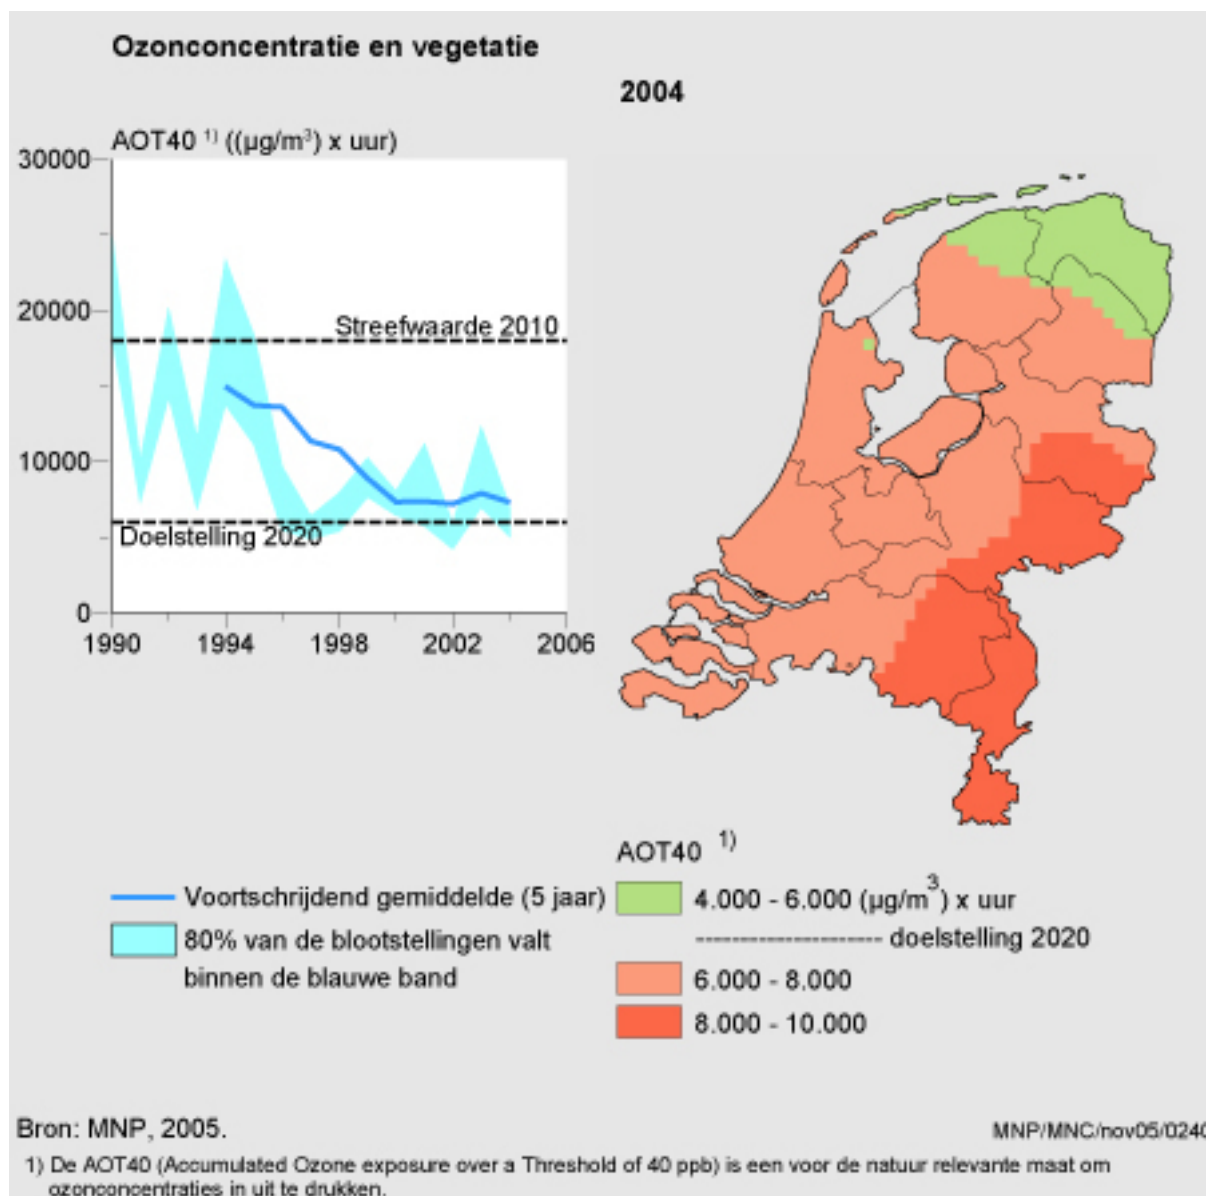 Ozonconcentratie en vegetatie
2004
AOT40 ¹⁾ ((µg/m³) x uur)
30000
20000
10000
0
Streefwaarde 2010
Doelstelling 2020
1990 1994 1998 2002 2006
Voortschrijdend gemiddelde (5 jaar)
80% van de blootstellingen valt
binnen de blauwe band
AOT40 ¹⁾
4.000 - 6.000 (µg/m³) x uur
-------------------- doelstelling 2020
6.000 - 8.000
8.000 - 10.000
Bron: MNP, 2005.
MNP/MNC/nov05/0240
1) De AOT40 (Accumulated Ozone exposure over a Threshold of 40 ppb) is een voor de natuur relevante maat om
ozonconcentraties in uit te drukken.